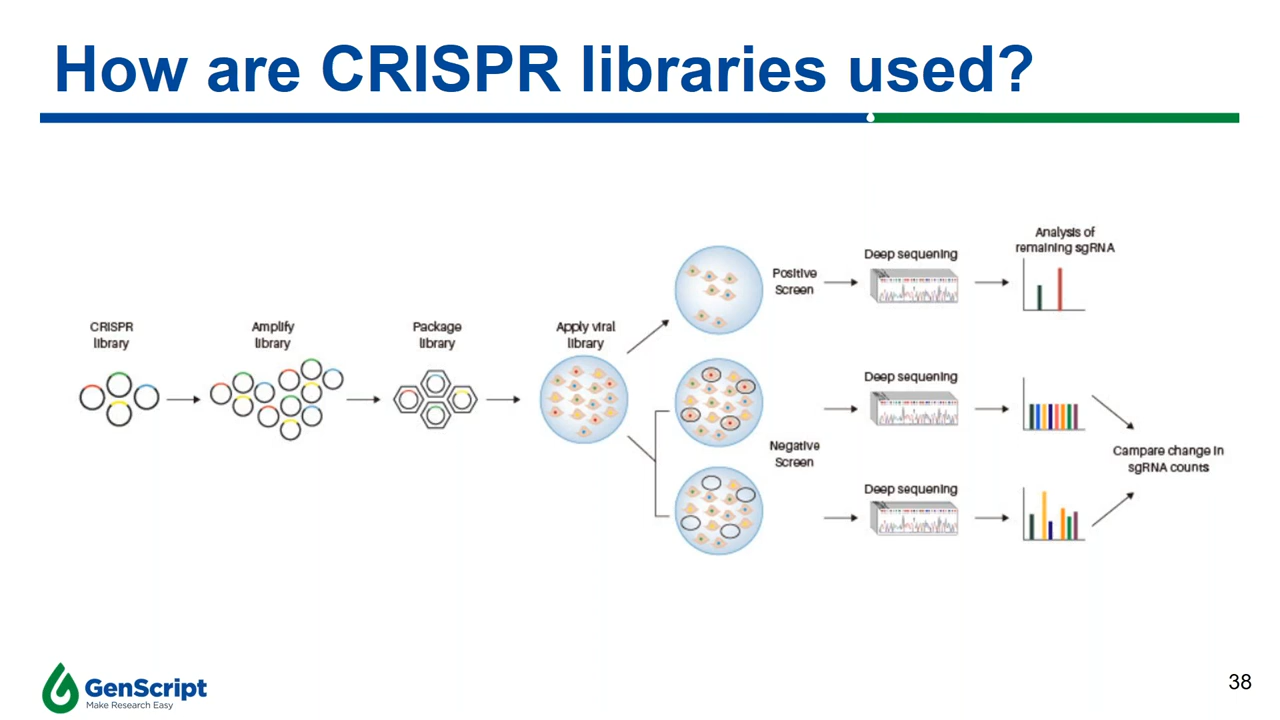 How are CRISPR libraries used?
CRISPR
library
Amplify
library
Package
library
Apply viral
library
Positive
Screen
Deep sequencing
Analysis of
remaining sgRNA
Negative
Screen
Deep sequencing
Deep sequencing
Campare change in
sgRNA counts
GenScript
Make Research Easy
38